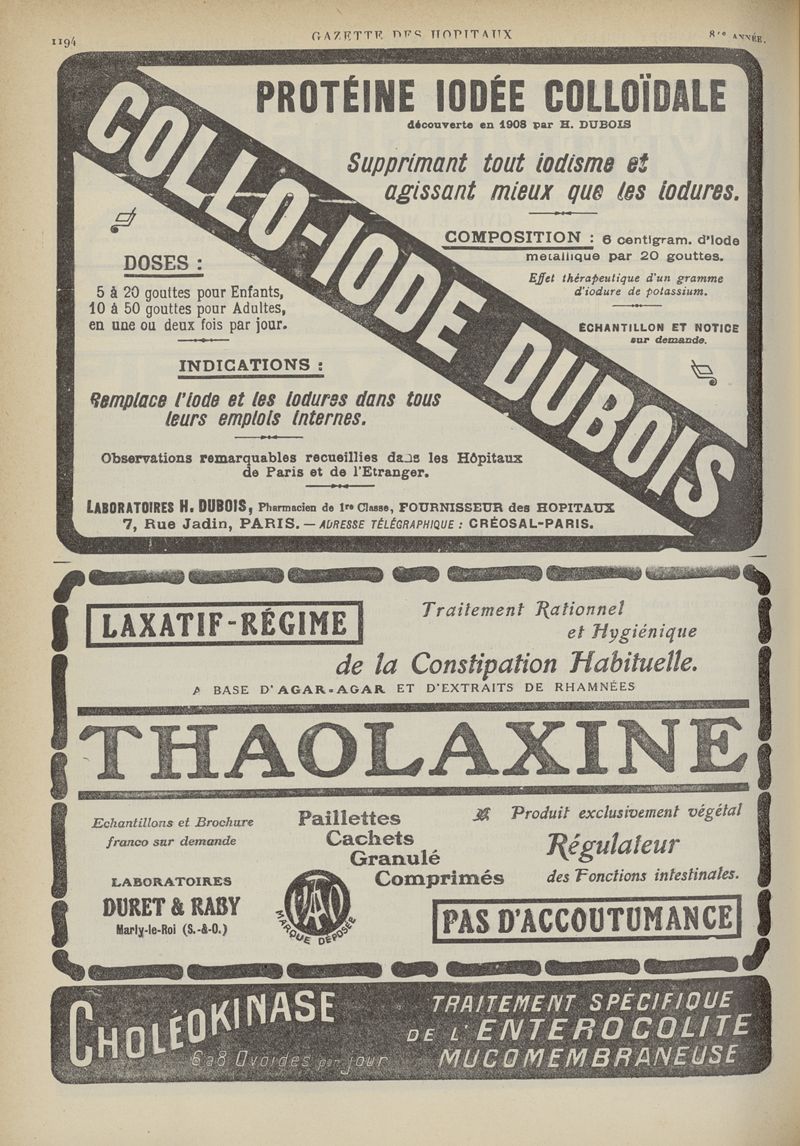 1194
GAZETTE DES HOPITAUX
ANNÉE.
PROTÉINE IODÉE COLLOÏDALE
découverte en 1908 par H. DUBOIS
COLLO-IODE DUBOIS
Supprimant tout iodisme et
agissant mieux que les iodures.
COMPOSITION : 6 centigram. d'Iode
métallique par 20 gouttes.
Effet thérapeutique d'un gramme
d'iodure de potassium.
ÉCHANTILLON ET NOTICE
sur demande.
DOSES :
5 à 20 gouttes pour Enfants,
10 à 50 gouttes pour Adultes,
en une ou deux fois par jour.
INDICATIONS :
Remplace l'iode et les iodures dans tous
leurs emplois internes.
Observations remarquables recueillies dans les Hôpitaux
de Paris et de l'Etranger.
LABORATOIRES H. DUBOIS, Pharmacien de 1re Classe, FOURNISSEUR des HOPITAUX
7, Rue Jadin, PARIS. — ADRESSE TÉLÉGRAPHIQUE : CRÉOSAL-PARIS.
LAXATIF-RÉGIME
Traitement Rationnel
et Hygiénique
de la Constipation Habituelle.
A BASE D'AGAR-AGAR ET D'EXTRAITS DE RHAMNÉES
THAOLAXINE
Echantillons et Brochure
franco sur demande
LABORATOIRES
DURET & RABY
Marly-le-Roi (S.-&-O.)
Paillettes
Cachets
Granulé
Comprimés
MARQUE DÉPOSÉE
Produit exclusivement végétal
Régulateur
des Fonctions intestinales.
PAS D'ACCOUTUMANCE
CHOLÉOKINASE
6 à 8 Ovoïdes par jour
TRAITEMENT SPÉCIFIQUE
DE L'ENTEROCOLITE
MUCOMEMBRANEUSE